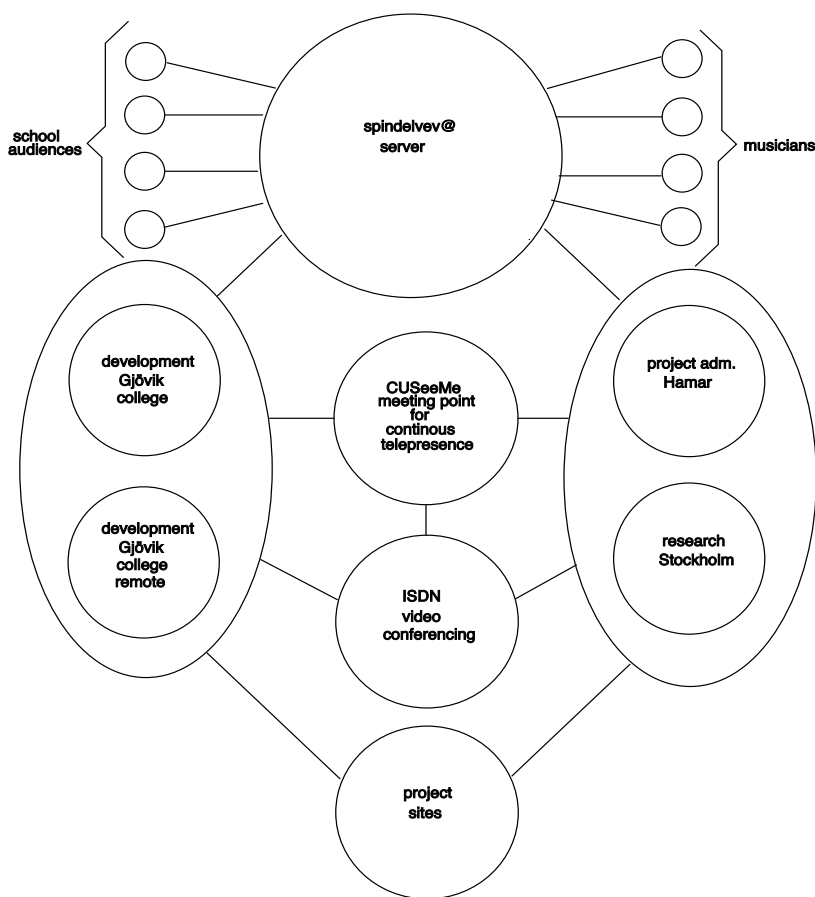 spindelvev@
server
school
audiences
musicians
development
Gjövik
college
CUSeeMe
meeting point
for
continous
telepresence
project adm.
Hamar
development
Gjövik
college
remote
ISDN
video
conferencing
research
Stockholm
project
sites